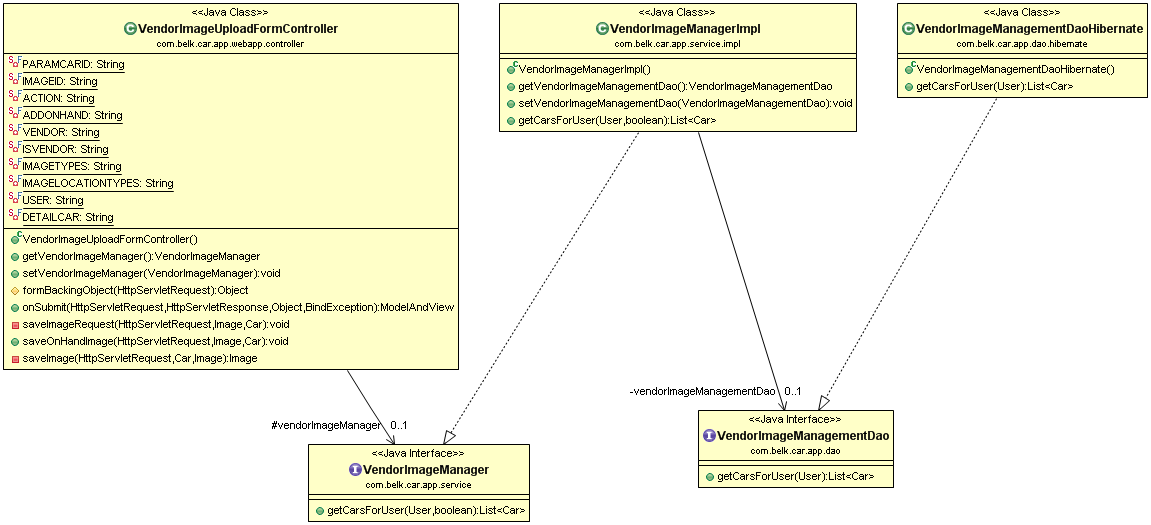 <<Java Class>>
VendorImageUploadFormController
com.belk.car.app.webapp.controller
PARAMCARID: String
IMAGEID: String
ACTION: String
ADDONHAND: String
VENDOR: String
ISVENDOR: String
IMAGETYPES: String
IMAGELOCATIONTYPES: String
USER: String
DETAILCAR: String
VendorImageUploadFormController()
getVendorImageManager():VendorImageManager
setVendorImageManager(VendorImageManager):void
formBackingObject(HttpServletRequest):Object
onSubmit(HttpServletRequest,HttpServletResponse,Object,BindException):ModelAndView
saveImageRequest(HttpServletRequest,Image,Car):void
saveOnHandImage(HttpServletRequest,Image,Car):void
saveImage(HttpServletRequest,Car,Image):Image
<<Java Class>>
VendorImageManagerImpl
com.belk.car.app.service.impl
VendorImageManagerImpl()
getVendorImageManagementDao():VendorImageManagementDao
setVendorImageManagementDao(VendorImageManagementDao):void
getCarsForUser(User,boolean):List<Car>
<<Java Class>>
VendorImageManagementDaoHibernate
com.belk.car.app.dao.hibernate
VendorImageManagementDaoHibernate()
getCarsForUser(User):List<Car>
#vendorImageManager 0..1
-vendorImageManagementDao 0..1
<<Java Interface>>
VendorImageManager
com.belk.car.app.service
getCarsForUser(User,boolean):List<Car>
<<Java Interface>>
VendorImageManagementDao
com.belk.car.app.dao
getCarsForUser(User):List<Car>